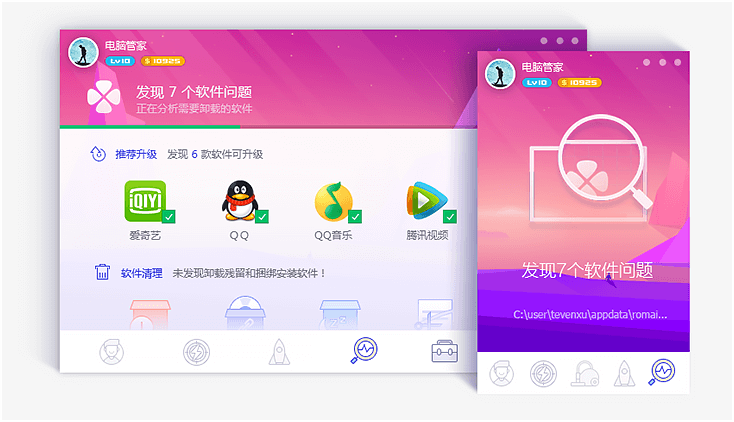 电脑管家
Lv10 $ 10925
发现 7 个软件问题
正在分析需要卸载的软件
推荐升级 发现 6 款软件可升级
iQIYI
爱奇艺 QQ QQ音乐 腾讯视频
软件清理 未发现卸载残留和捆绑安装软件！
电脑管家
Lv10 $ 10925
发现7个软件问题
C:\user\tevenxu\appdata\romai...